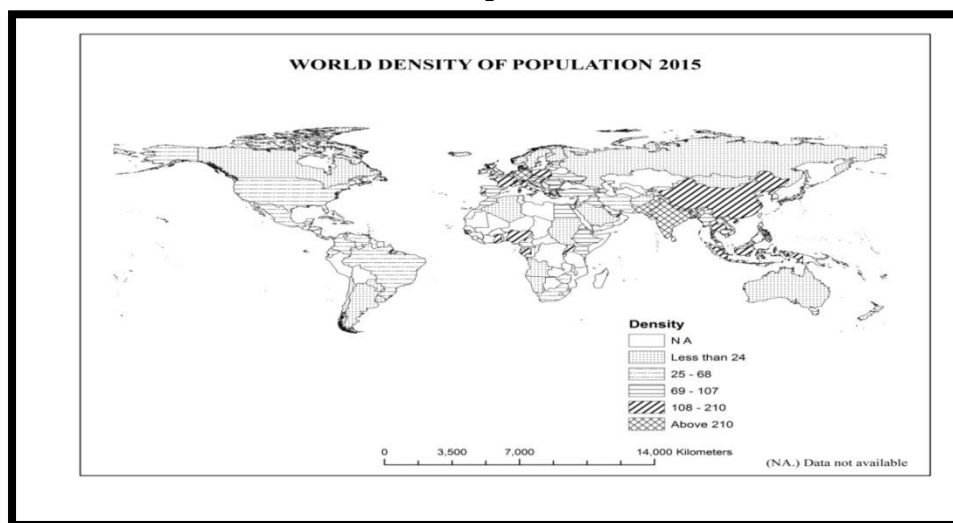 WORLD DENSITY OF POPULATION 2015
Density
N A
Less than 24
25 - 68
69 - 107
108 - 210
Above 210
0 3,500 7,000 14,000 Kilometers
(NA.) Data not available